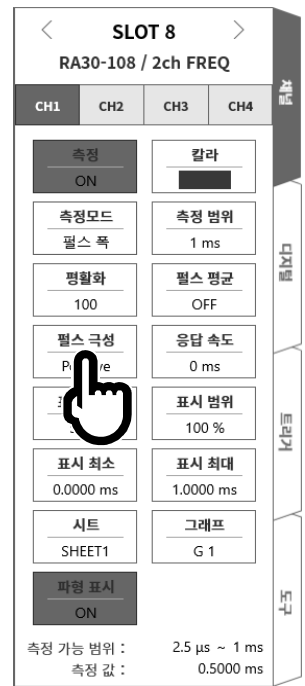 SLOT 8
RA30-108 / 2ch FREQ
CH1 CH2 CH3 CH4
측정 칼라
ON
측정모드 측정 범위
펄스 폭 1 ms
평활화 펄스 평균
100 OFF
펄스 극성 응답 속도
0 ms
표시 범위
100 %
표시 최소 표시 최대
0.0000 ms 1.0000 ms
시트 그래프
SHEET1 G 1
파형 표시
ON
측정 가능 범위 : 2.5 µs ~ 1 ms
측정 값 : 0.5000 ms
채널
디지털
트리거
도구